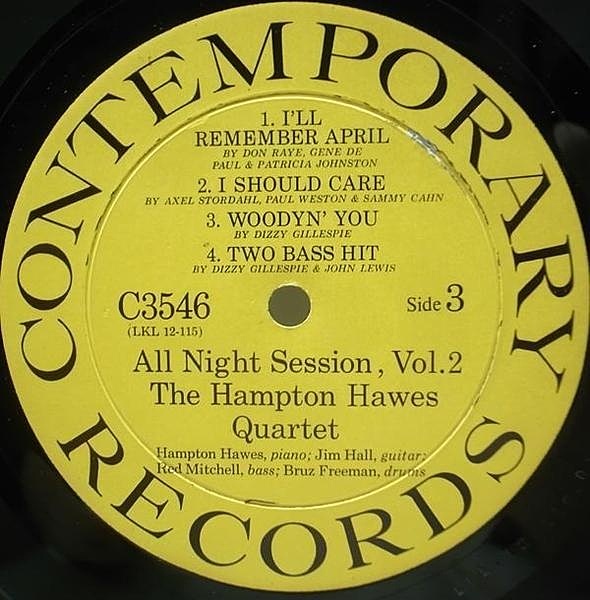 CONTEMPORARY
1. I'LL
REMEMBER APRIL
BY DON RAYE, GENE DE
PAUL & PATRICIA JOHNSTON
2. I SHOULD CARE
BY AXEL STORDAHL, PAUL WESTON & SAMMY CAHN
3. WOODYN' YOU
BY DIZZY GILLESPIE
4. TWO BASS HIT
BY DIZZY GILLESPIE & JOHN LEWIS
C3546
(LKL 12-115)
Side 3
All Night Session, Vol.2
The Hampton Hawes
Quartet
Hampton Hawes, piano; Jim Hall, guitar;
Red Mitchell, bass; Bruz Freeman, drums
RECORDS